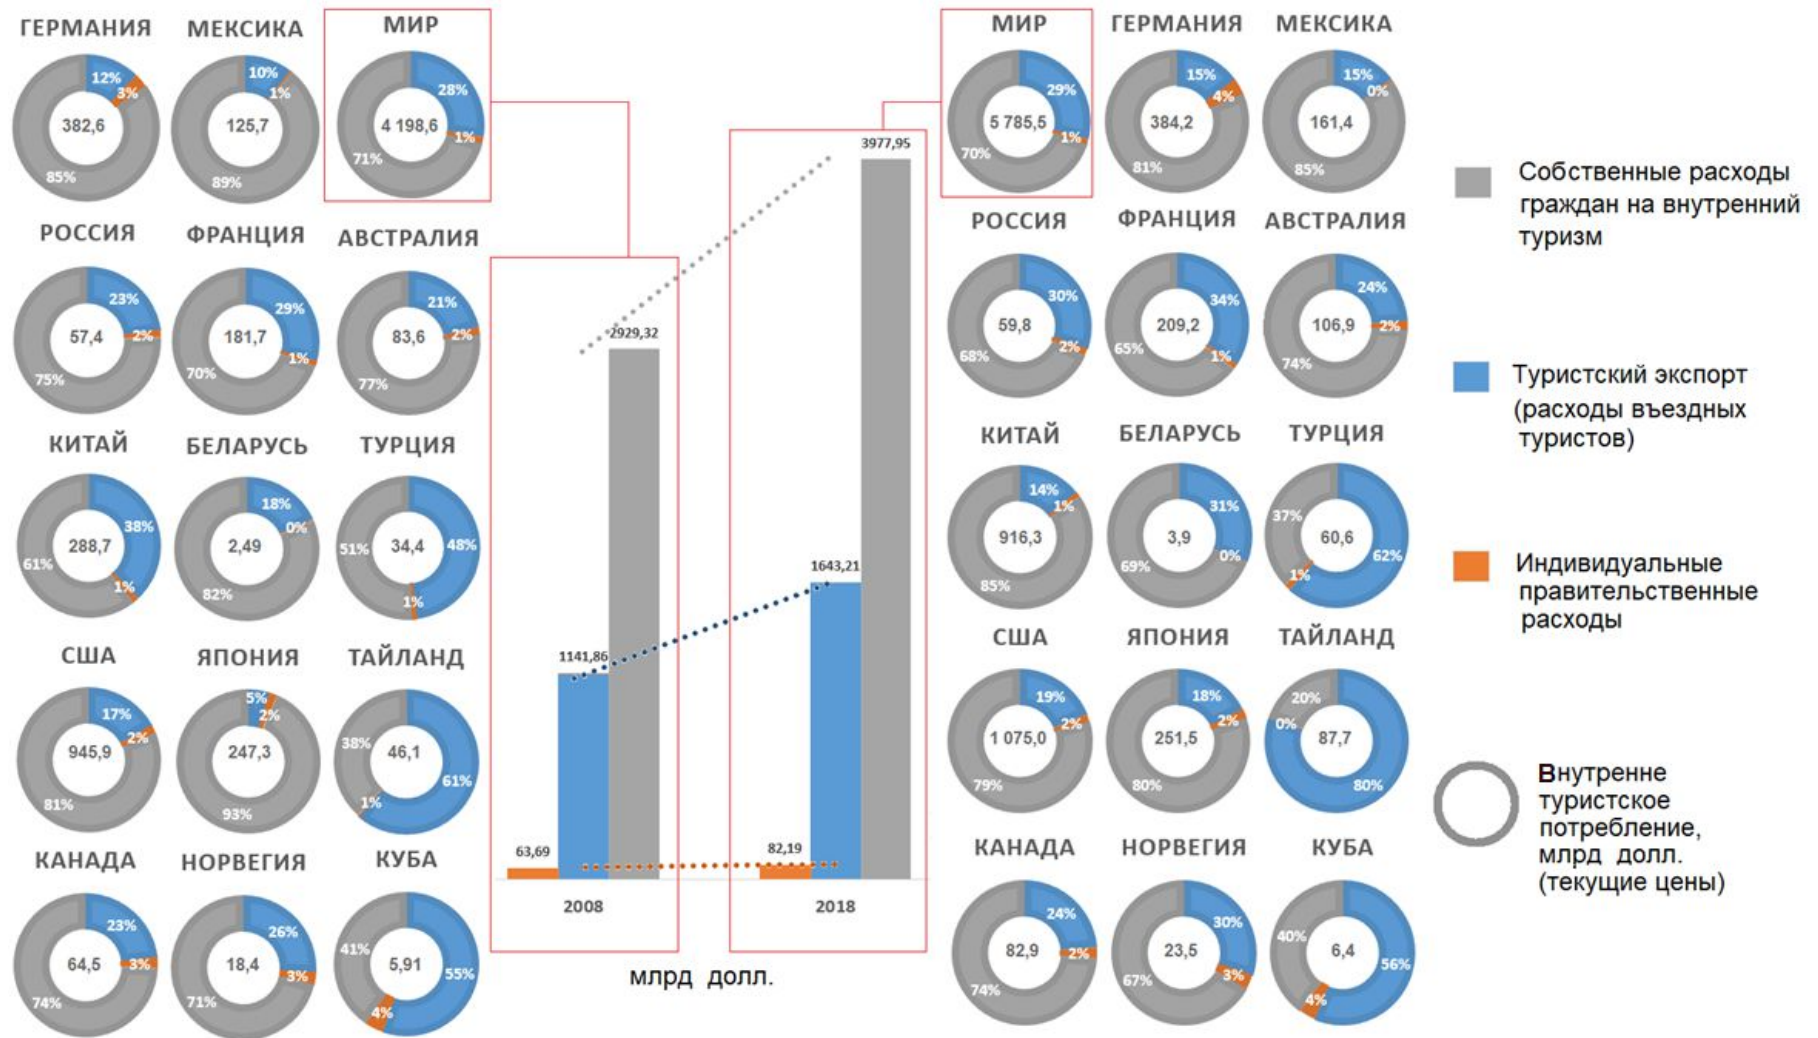 ГЕРМАНИЯ МЕКСИКА МИР
12% 3% 382,6 85%
10% 1% 125,7 89%
28% 4 198,6 1% 71%
РОССИЯ ФРАНЦИЯ АВСТРАЛИЯ
23% 57,4 2% 75%
29% 181,7 1% 70%
21% 83,6 2% 77%
КИТАЙ БЕЛАРУСЬ ТУРЦИЯ
38% 288,7 61% 1%
18% 0% 2,49 82%
51% 34,4 48% 1%
США ЯПОНИЯ ТАЙЛАНД
17% 2% 945,9 81%
5% 2% 247,3 93%
38% 46,1 61% 1%
КАНАДА НОРВЕГИЯ КУБА
23% 64,5 3% 74%
26% 18,4 3% 71%
41% 5,91 55% 4%
2929,32
1141,86
63,69
2008
3977,95
1643,21
82,19
2018
млрд долл.
МИР ГЕРМАНИЯ МЕКСИКА
29% 5 785,5 1% 70%
15% 4% 384,2 81%
15% 0% 161,4 85%
РОССИЯ ФРАНЦИЯ АВСТРАЛИЯ
30% 59,8 2% 68%
34% 209,2 1% 65%
24% 106,9 2% 74%
КИТАЙ БЕЛАРУСЬ ТУРЦИЯ
14% 1% 916,3 85%
31% 3,9 0% 69%
37% 60,6 62% 1%
США ЯПОНИЯ ТАЙЛАНД
19% 2% 1 075,0 79%
18% 2% 251,5 80%
20% 0% 87,7 80%
КАНАДА НОРВЕГИЯ КУБА
24% 82,9 2% 74%
30% 23,5 3% 67%
40% 6,4 56% 4%
Собственные расходы
граждан на внутренний
туризм
Туристский экспорт
(расходы въездных
туристов)
Индивидуальные
правительственные
расходы
Внутренне
туристское
потребление,
млрд долл.
(текущие цены)